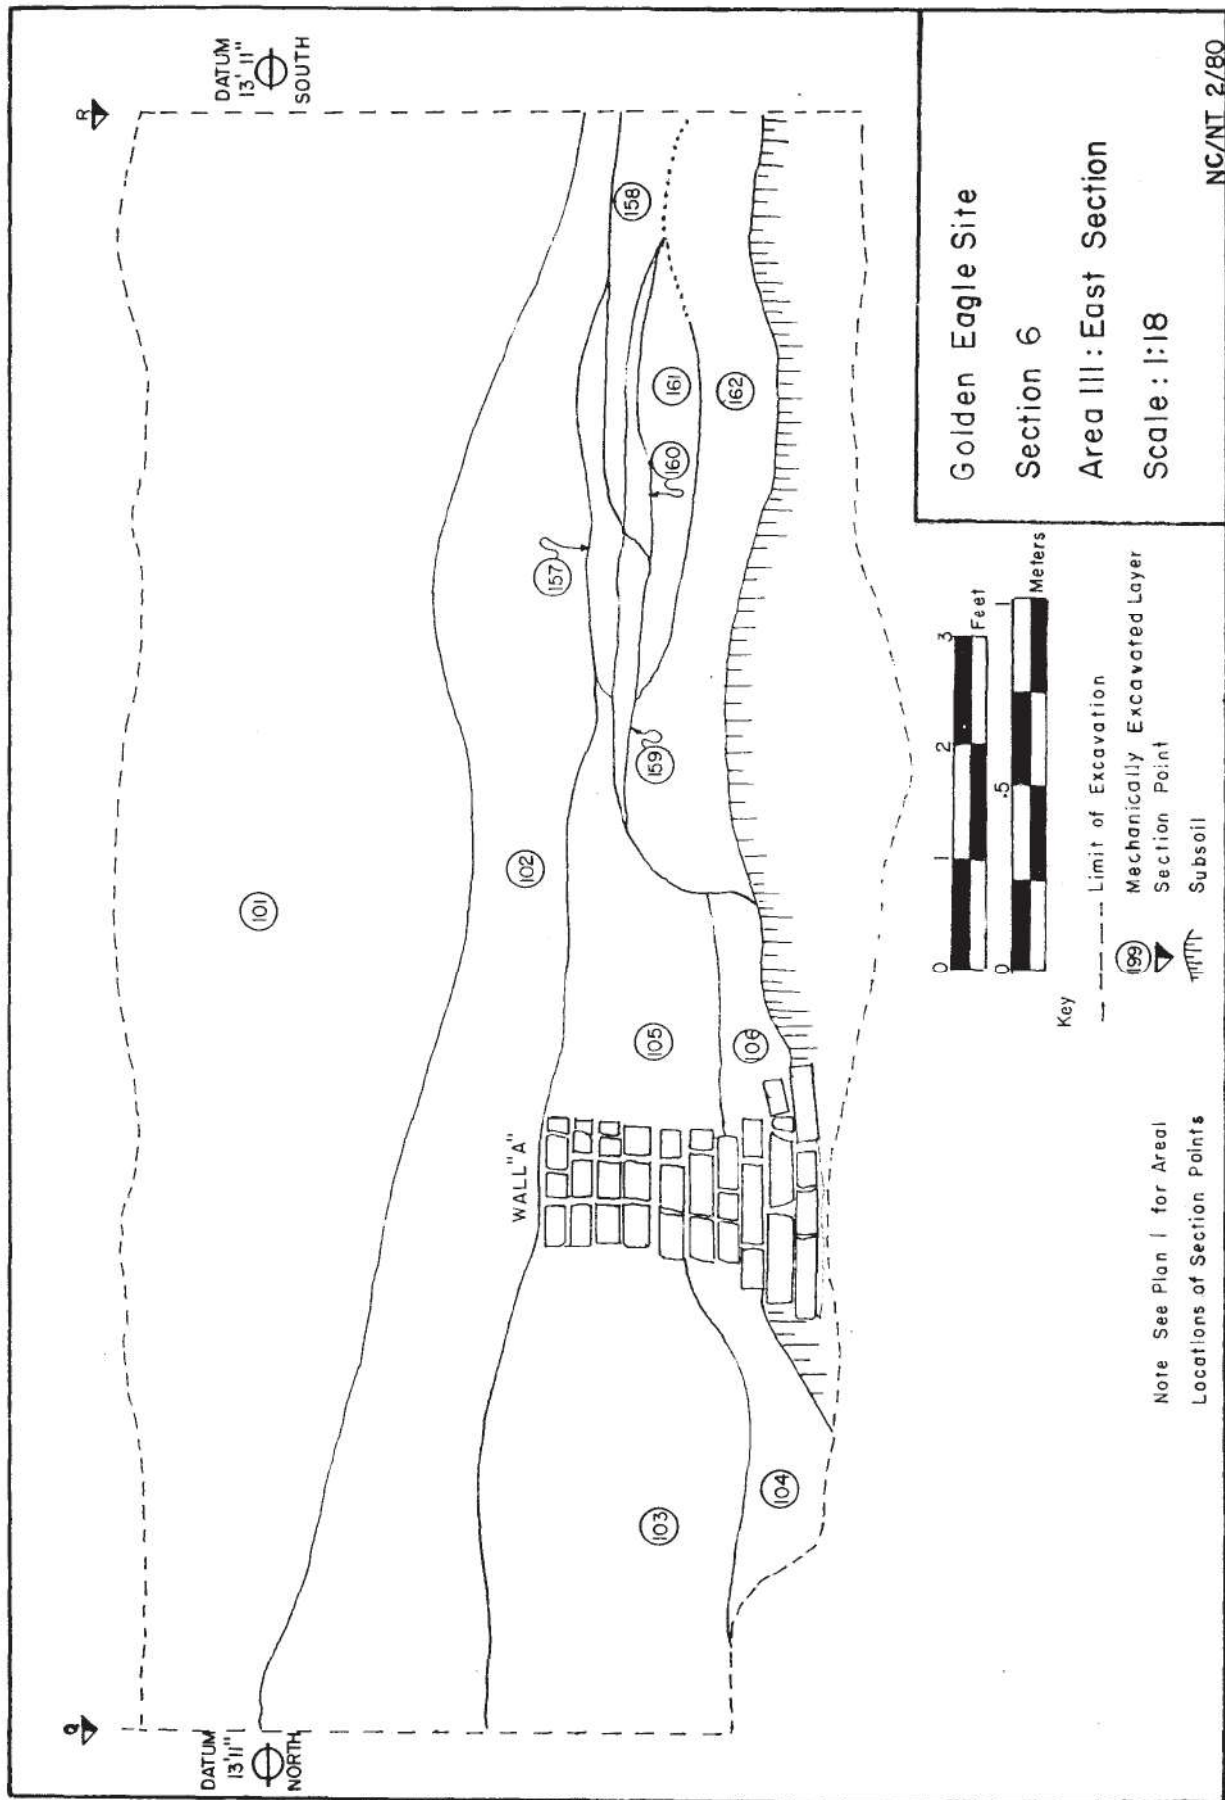 Q
R
DATUM
13'11"
NORTH
DATUM
13' 11"
SOUTH
101
102
WALL "A"
157
158
103
105
159
160
161
104
106
162
0
1
2
3
Feet
0
.5
1
Meters
Key
Limit of Excavation
199
Mechanically Excavated Layer
Section Point
Subsoil
Note See Plan I for Areal
Locations of Section Points
Golden Eagle Site
Section 6
Area III: East Section
Scale: 1:18
NC/NT 2/80